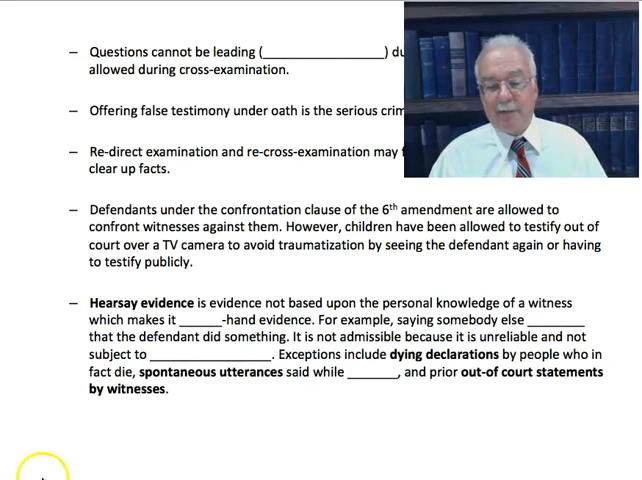 – Questions cannot be leading (________________) du
allowed during cross-examination.
– Offering false testimony under oath is the serious crim
– Re-direct examination and re-cross-examination may f
clear up facts.
– Defendants under the confrontation clause of the 6th amendment are allowed to
confront witnesses against them. However, children have been allowed to testify out of
court over a TV camera to avoid traumatization by seeing the defendant again or having
to testify publicly.
– Hearsay evidence is evidence not based upon the personal knowledge of a witness
which makes it ______-hand evidence. For example, saying somebody else ________
that the defendant did something. It is not admissible because it is unreliable and not
subject to ________________. Exceptions include dying declarations by people who in
fact die, spontaneous utterances said while _______, and prior out-of court statements
by witnesses.